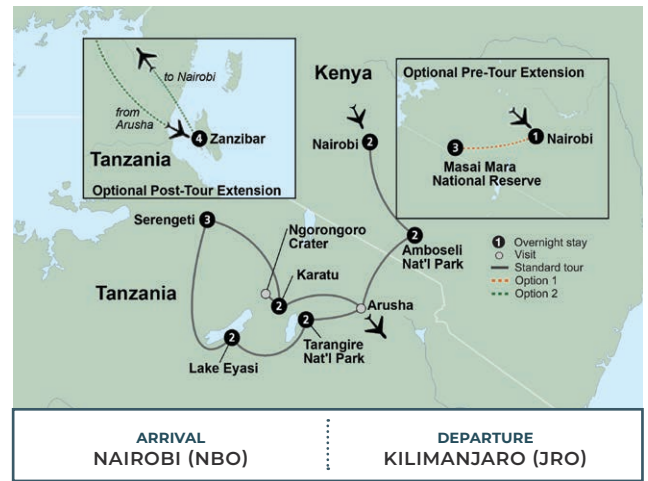 to Nairobi
from
Arusha
4 Zanzibar
Tanzania
Optional Post-Tour Extension
Kenya
Nairobi 2
Optional Pre-Tour Extension
1 Nairobi
3
Masai Mara
National Reserve
Serengeti 3
Ngorongoro
Crater
2
Amboseli
Nat'l Park
1 Overnight stay
Visit
Standard tour
Option 1
Option 2
Karatu
2
Tanzania
Arusha
2
Tarangire
Nat'l Park
2
Lake Eyasi
ARRIVAL
NAIROBI (NBO)
DEPARTURE
KILIMANJARO (JRO)